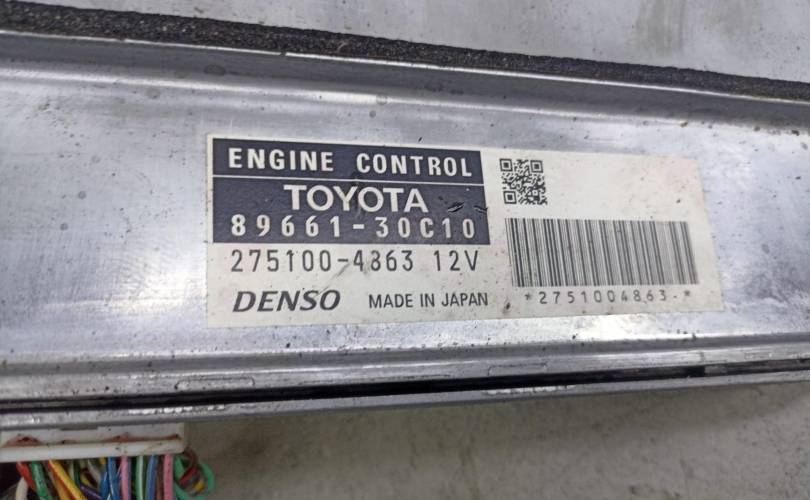 ENGINE CONTROL
TOYOTA
89661-30C10
275100-4863 12V
DENSO MADE IN JAPAN
*2751004863-*